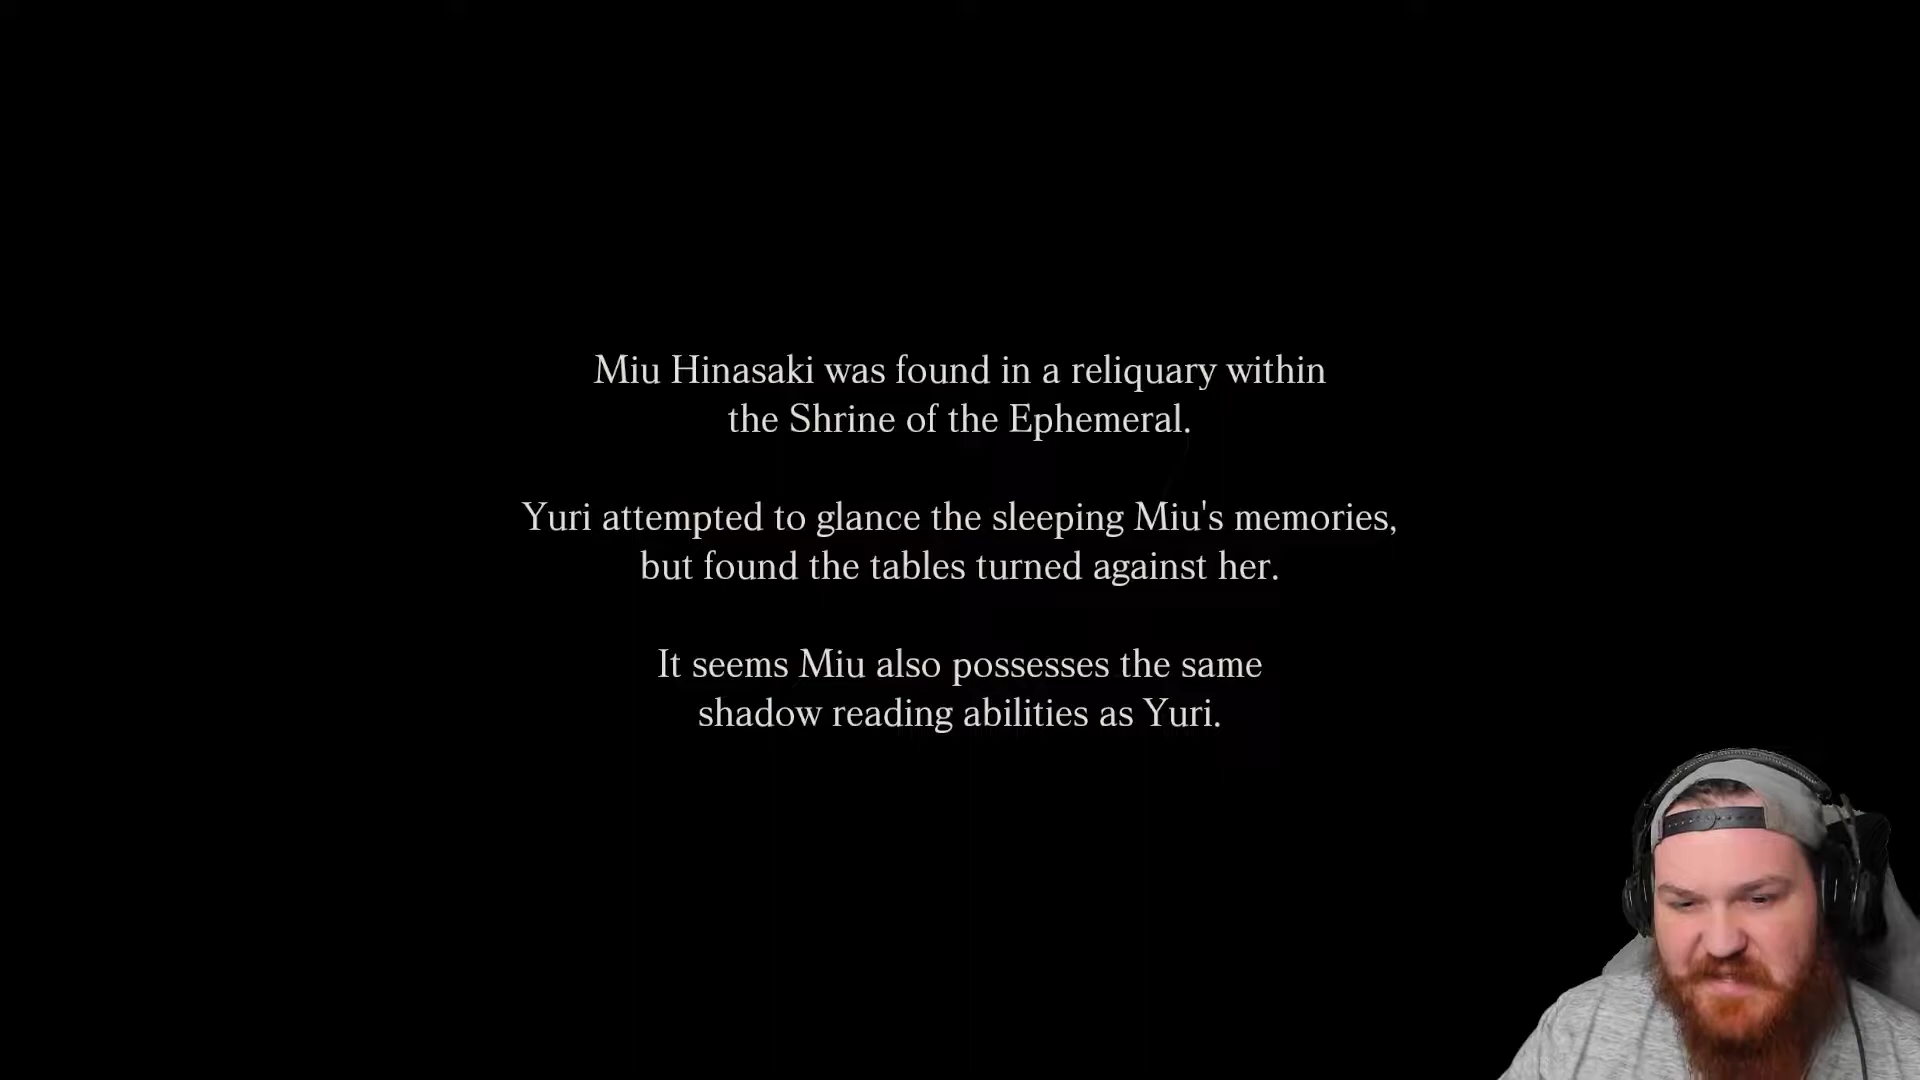 Miu Hinasaki was found in a reliquary within
the Shrine of the Ephemeral.
Yuri attempted to glance the sleeping Miu's memories,
but found the tables turned against her.
It seems Miu also possesses the same
shadow reading abilities as Yuri.